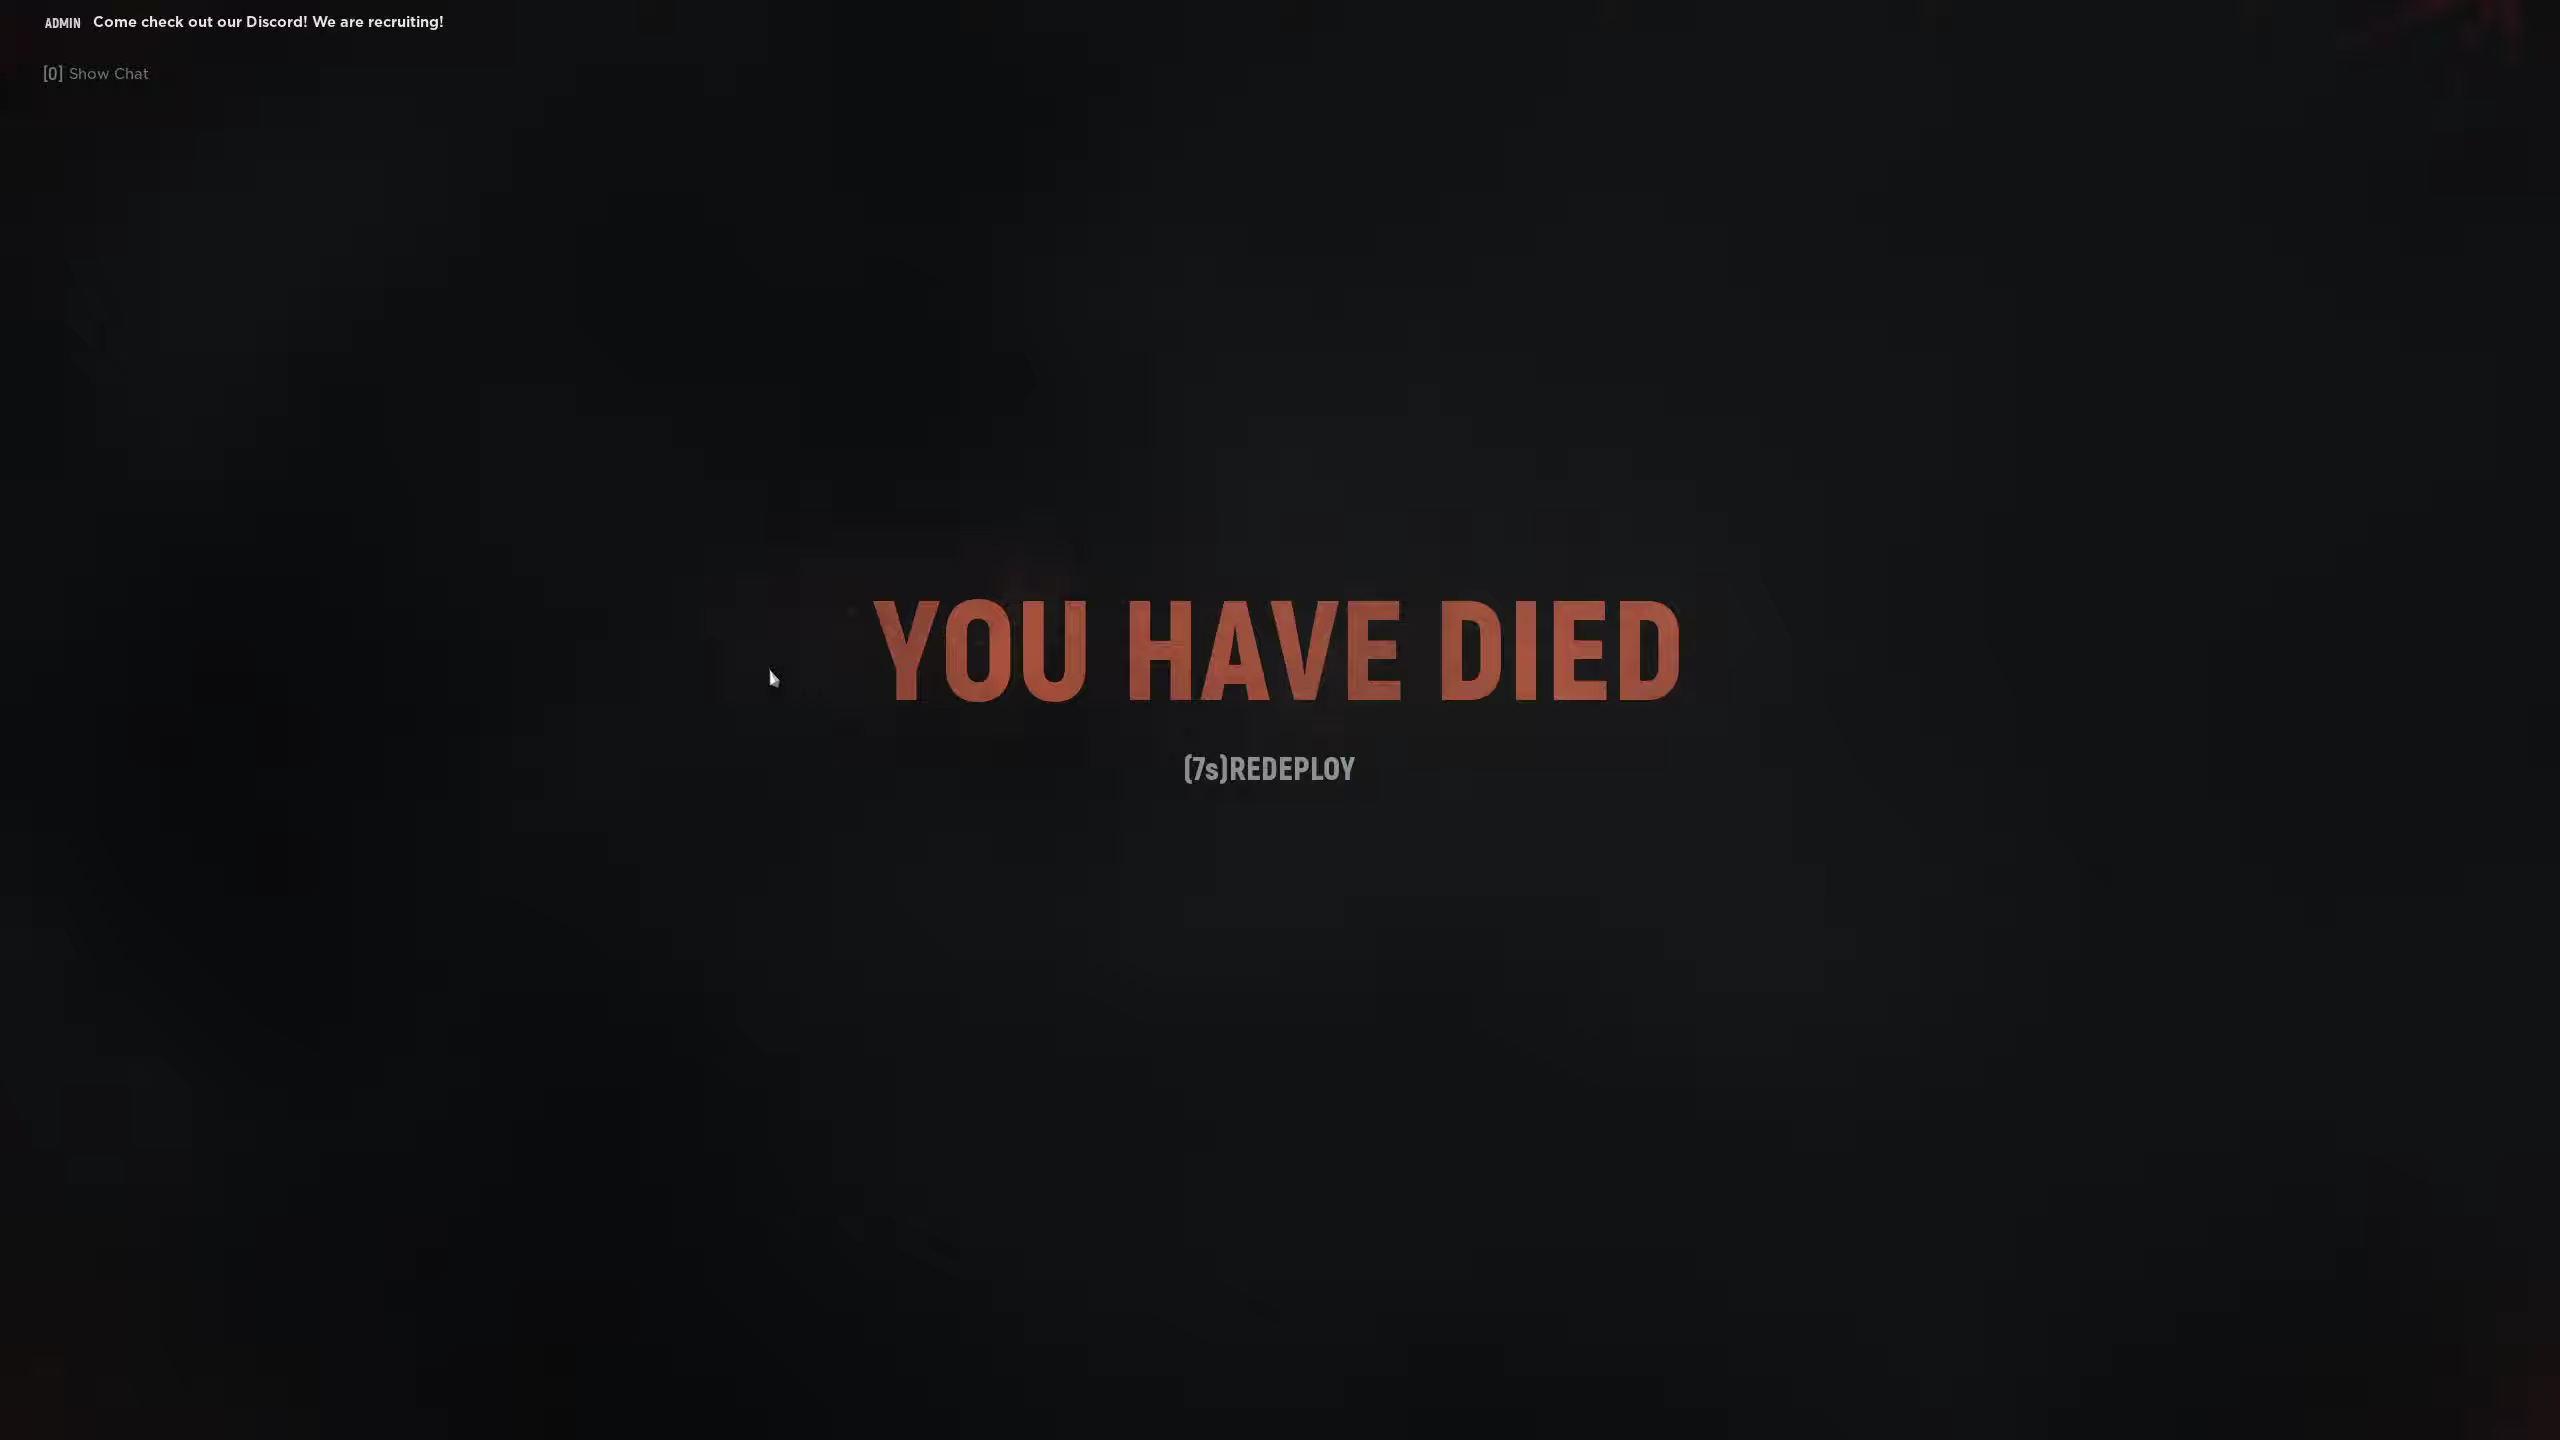 ADMIN Come check out our Discord! We are recruiting!
[0] Show Chat
YOU HAVE DIED
(7s)REDEPLOY